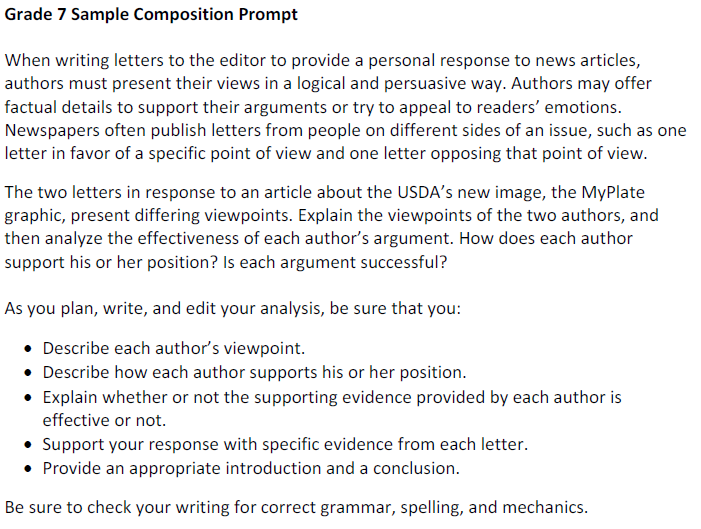 Grade 7 Sample Composition Prompt
When writing letters to the editor to provide a personal response to news articles,
authors must present their views in a logical and persuasive way. Authors may offer
factual details to support their arguments or try to appeal to readers’ emotions.
Newspapers often publish letters from people on different sides of an issue, such as one
letter in favor of a specific point of view and one letter opposing that point of view.
The two letters in response to an article about the USDA’s new image, the MyPlate
graphic, present differing viewpoints. Explain the viewpoints of the two authors, and
then analyze the effectiveness of each author’s argument. How does each author
support his or her position? Is each argument successful?
As you plan, write, and edit your analysis, be sure that you:
• Describe each author’s viewpoint.
• Describe how each author supports his or her position.
• Explain whether or not the supporting evidence provided by each author is
effective or not.
• Support your response with specific evidence from each letter.
• Provide an appropriate introduction and a conclusion.
Be sure to check your writing for correct grammar, spelling, and mechanics.